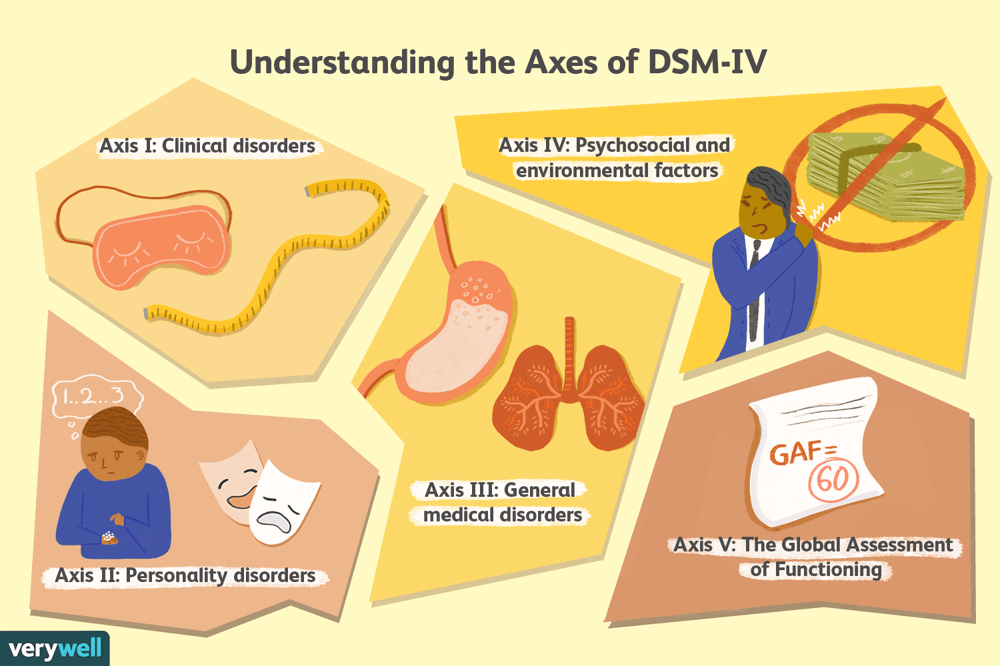 Understanding the Axes of DSM-IV
Axis I: Clinical disorders
Axis IV: Psychosocial and
environmental factors
1..2..3
Axis II: Personality disorders
Axis III: General
medical disorders
GAF=
60
Axis V: The Global Assessment
of Functioning
verywell